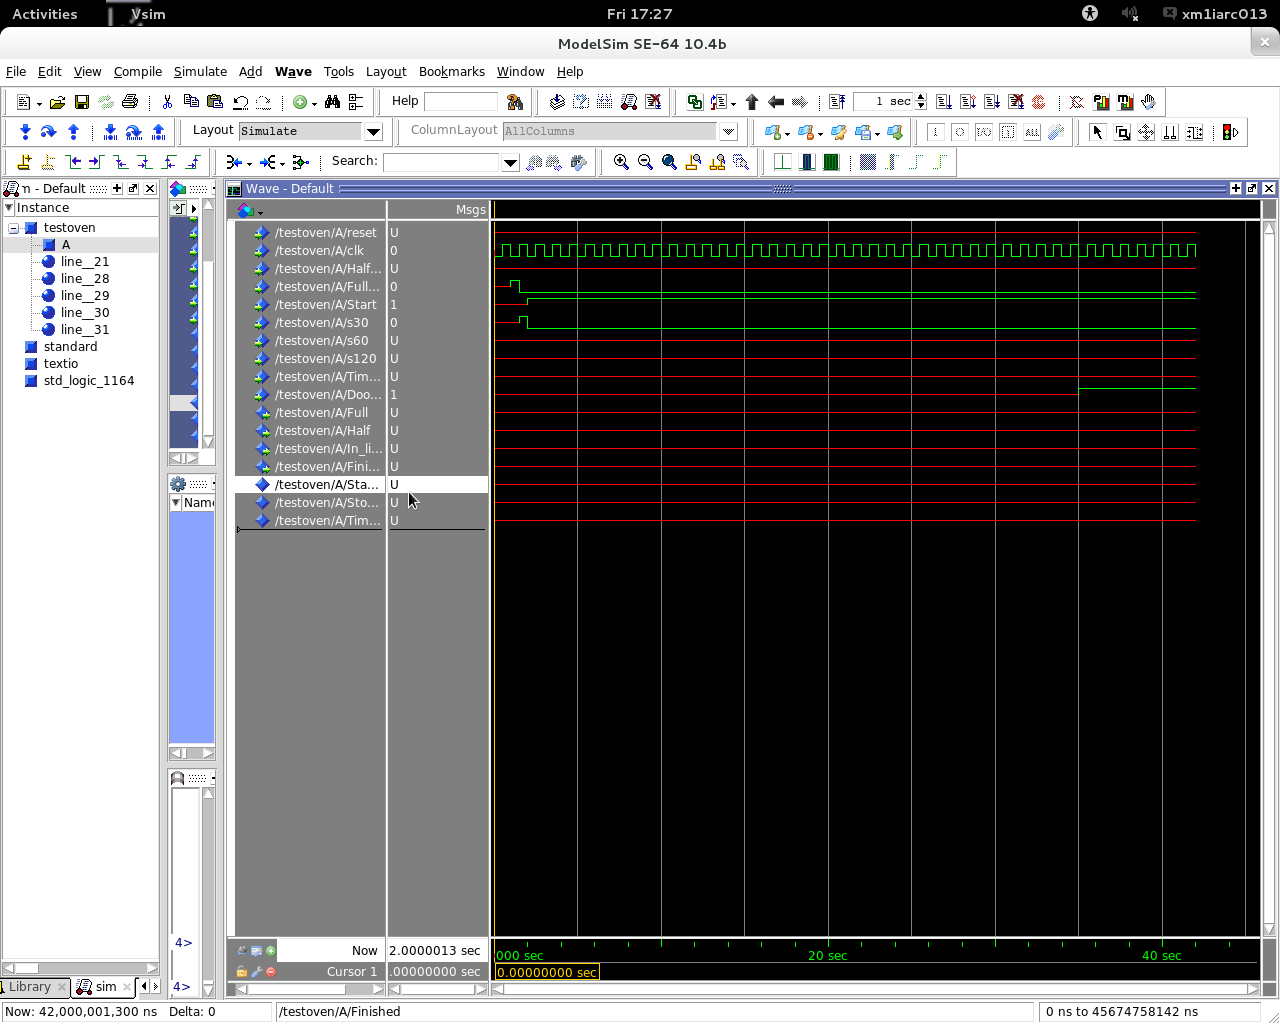 Activities Vsim Fri 17:27 xm1iarc013
ModelSim SE-64 10.4b
File Edit View Compile Simulate Add Wave Tools Layout Bookmarks Window Help
Help 1 sec
Layout Simulate ColumnLayout AllColumns
Search:
- Default Wave - Default
Instance Msgs
testoven
A
line__21
line__28
line__29
line__30
line__31
standard
textio
std_logic_1164
/testoven/A/reset U
/testoven/A/clk 0
/testoven/A/Half... U
/testoven/A/Full... 0
/testoven/A/Start 1
/testoven/A/s30 0
/testoven/A/s60 U
/testoven/A/s120 U
/testoven/A/Tim... U
/testoven/A/Doo... 1
/testoven/A/Full U
/testoven/A/Half U
/testoven/A/In_li... U
/testoven/A/Fini... U
/testoven/A/Sta... U
/testoven/A/Sto... U
/testoven/A/Tim... U
Name
4>
4>
Now 2.0000013 sec 000 sec 20 sec 40 sec
Cursor 1 .00000000 sec 0.00000000 sec
Library sim
Now: 42,000,001,300 ns Delta: 0 /testoven/A/Finished 0 ns to 45674758142 ns